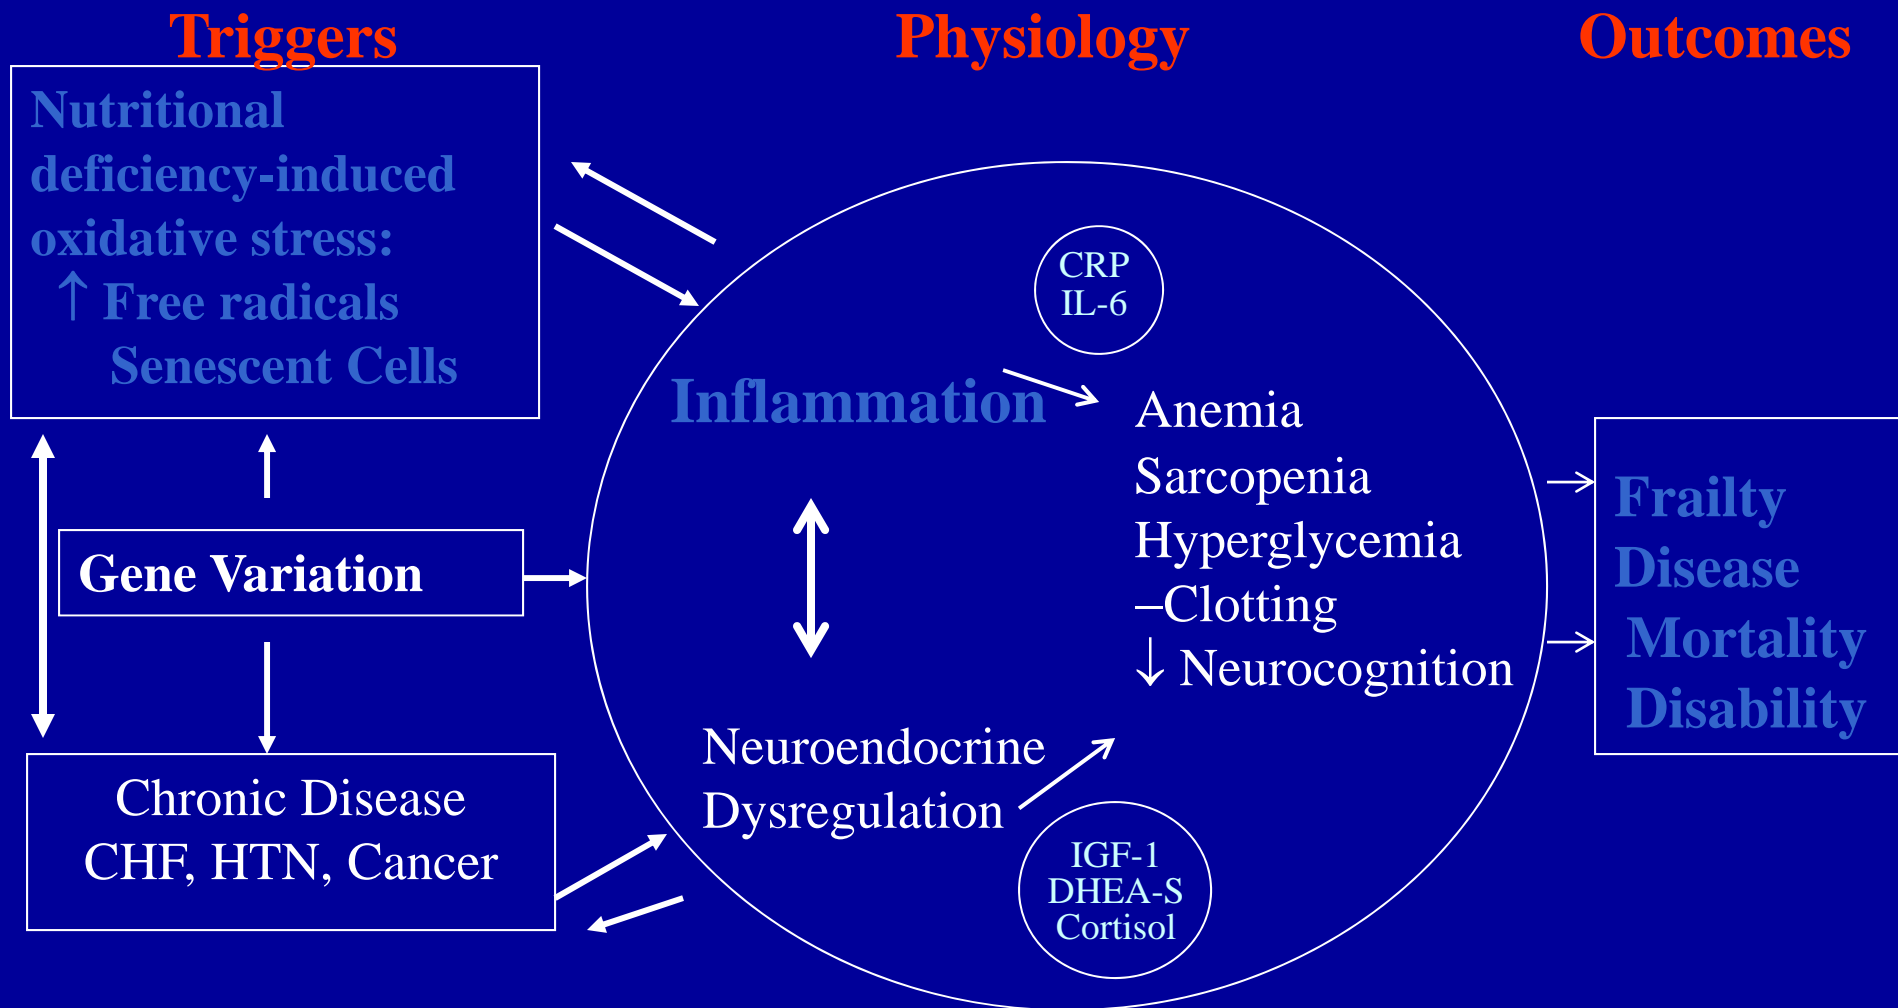 Triggers
Physiology
Outcomes
Nutritional
deficiency-induced
oxidative stress:
↑ Free radicals
Senescent Cells
Gene Variation
Chronic Disease
CHF, HTN, Cancer
CRP
IL-6
Inflammation
Anemia
Sarcopenia
Hyperglycemia
–Clotting
↓ Neurocognition
Neuroendocrine
Dysregulation
IGF-1
DHEA-S
Cortisol
Frailty
Disease
Mortality
Disability